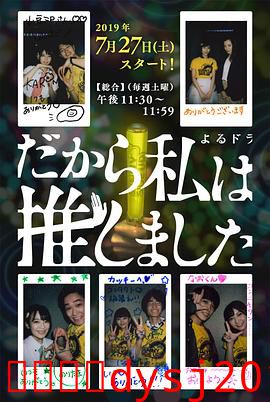 2019年
7月27日(土)
スタート!
【総合】(毎週土曜)
午後11:30～
11:59
よるドラ
だから私は
推しました
ありがとうございます
カッキーへ♡
なおくん♡
dysj20